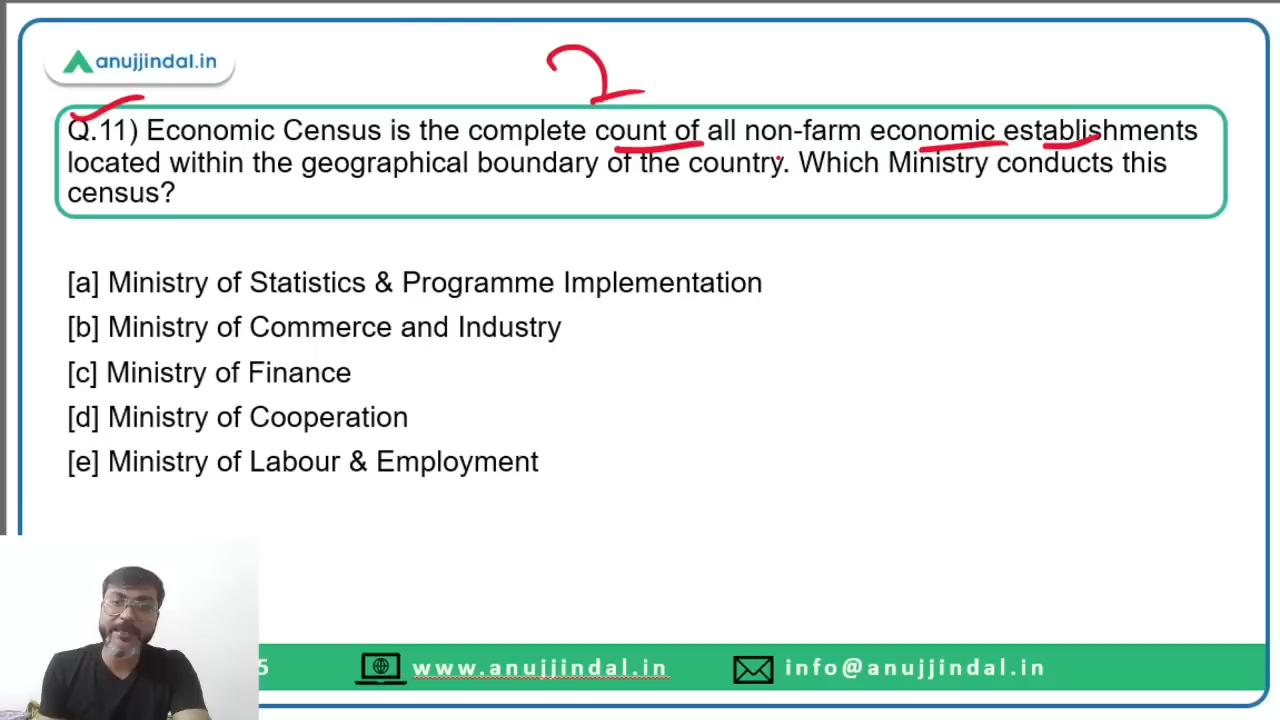 anujjindal.in
2
Q.11) Economic Census is the complete count of all non-farm economic establishments
located within the geographical boundary of the country. Which Ministry conducts this
census?
[a] Ministry of Statistics & Programme Implementation
[b] Ministry of Commerce and Industry
[c] Ministry of Finance
[d] Ministry of Cooperation
[e] Ministry of Labour & Employment
5 www.anujjindal.in info@anujjindal.in